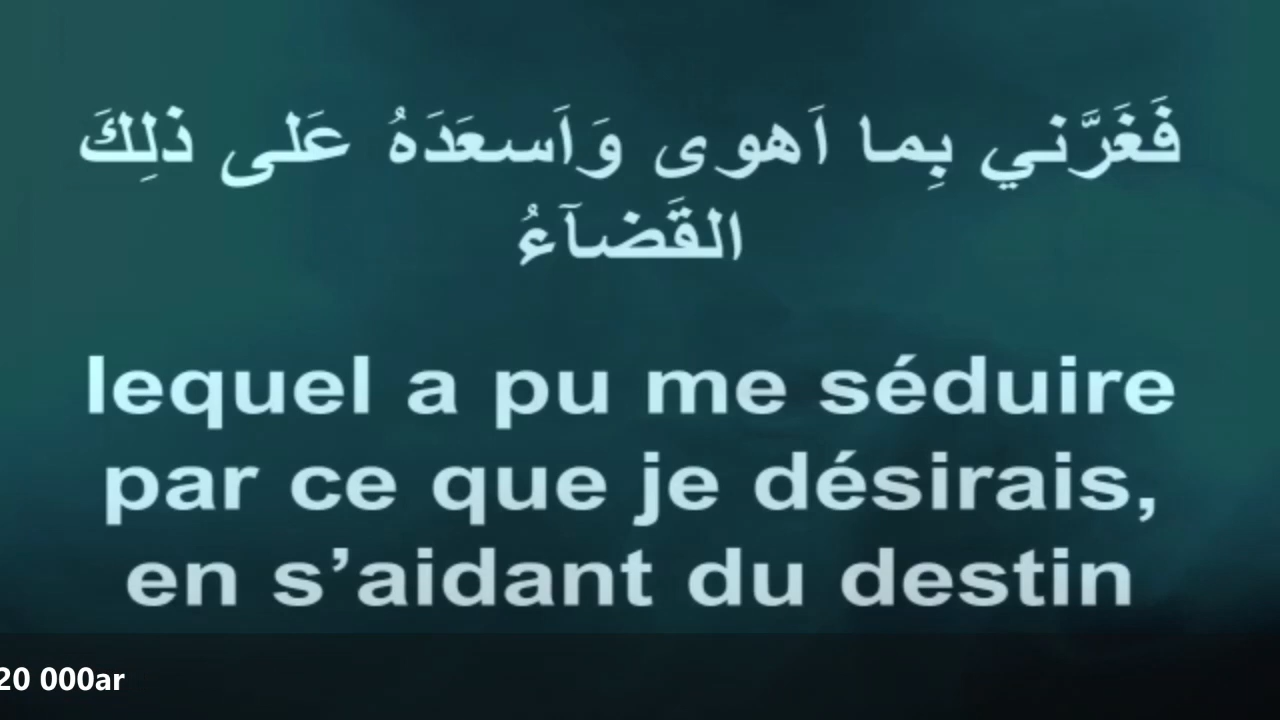 فَغَرَّني بِما اَهوى وَاَسعَدَهُ عَلى ذلِكَ
القَضآءُ
lequel a pu me séduire
par ce que je désirais,
en s’aidant du destin
20 000ar